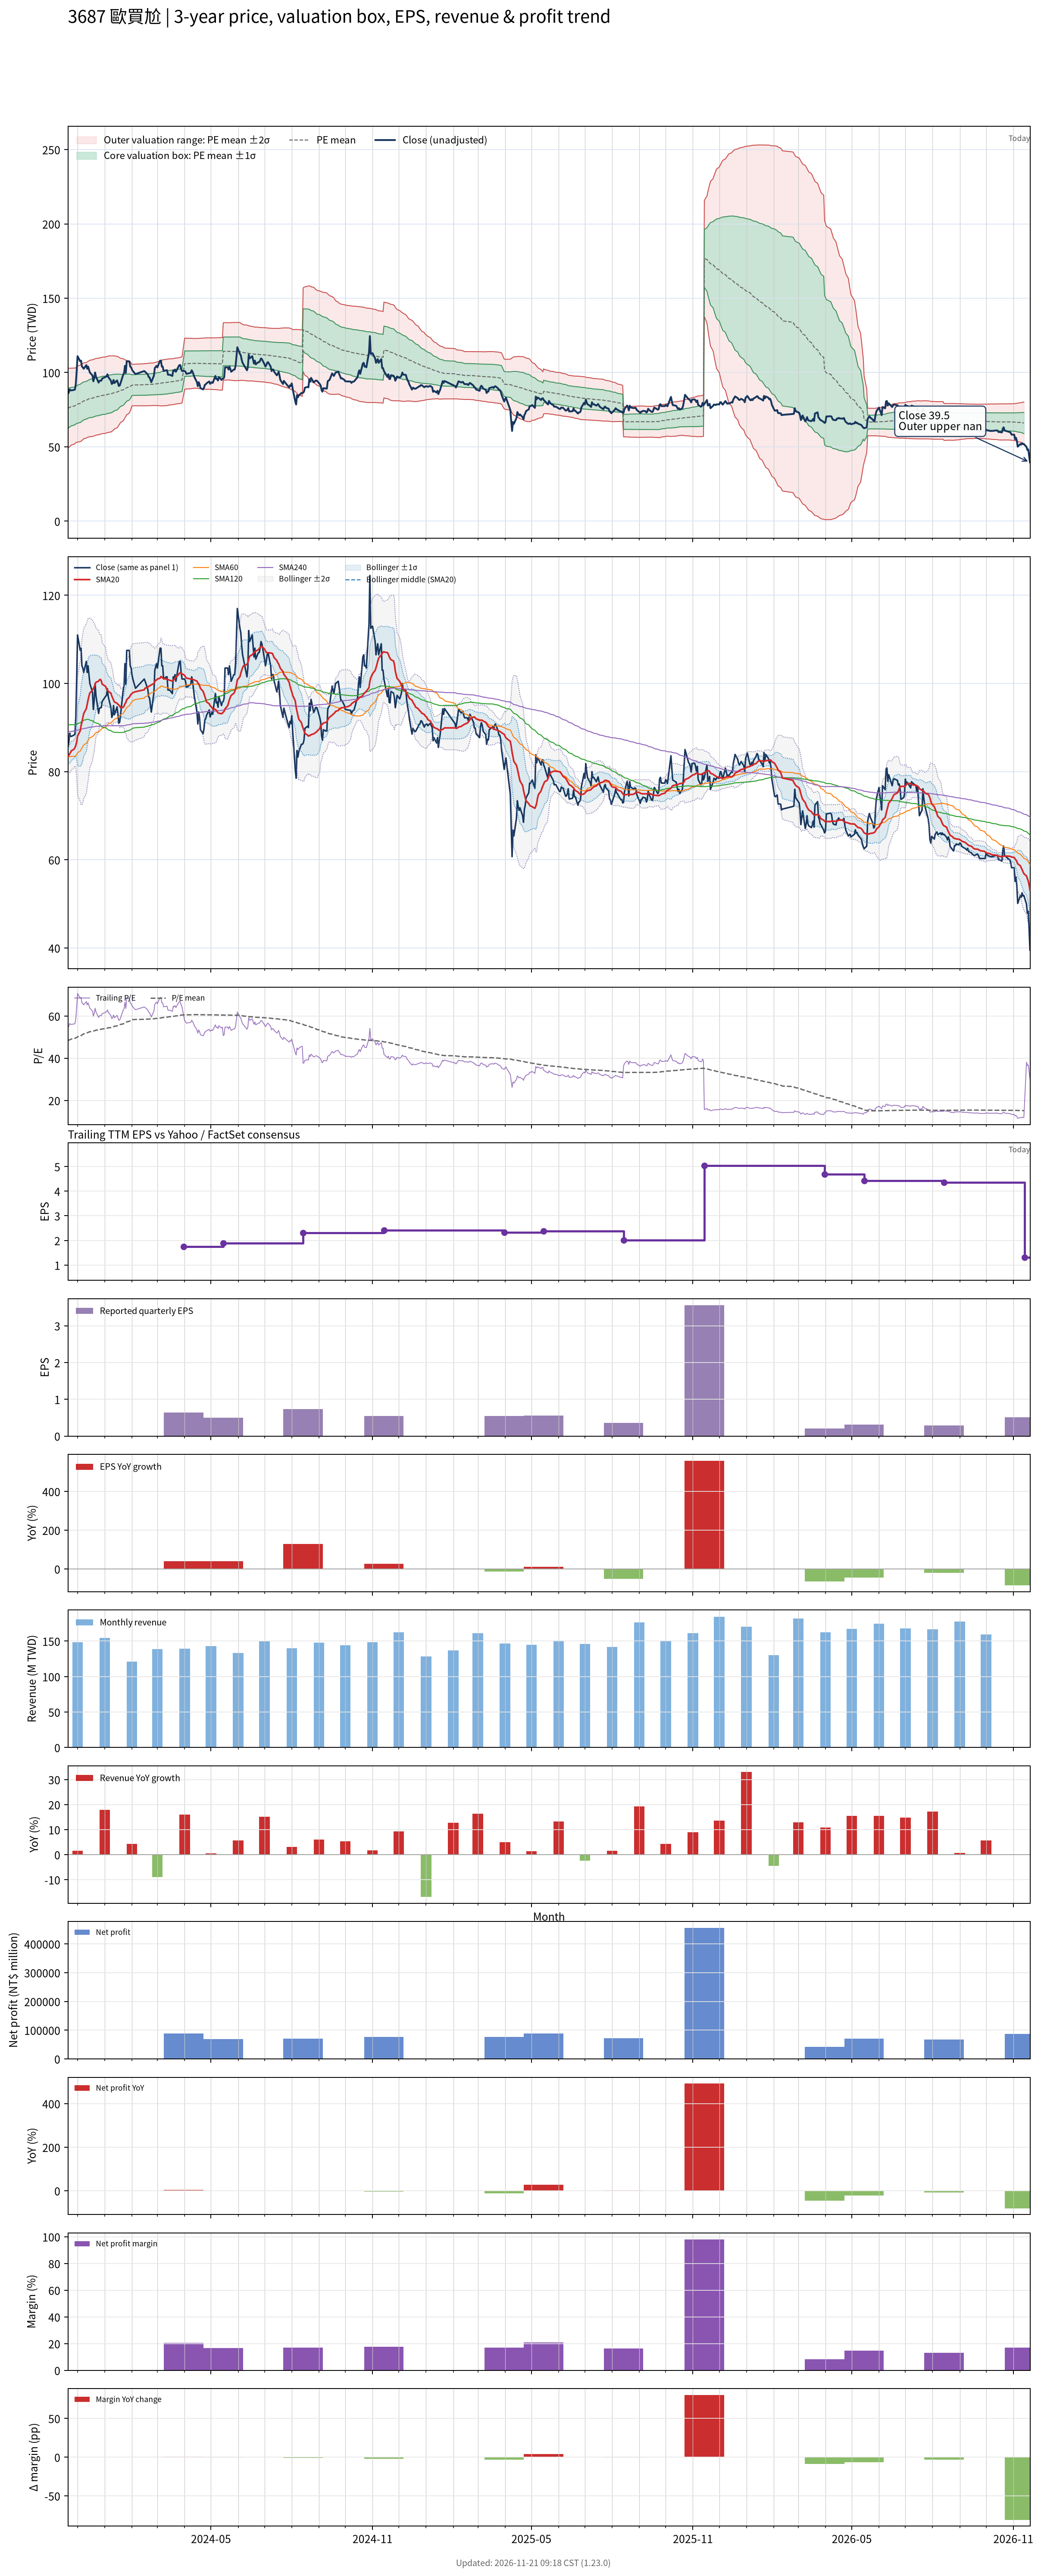 3687 歐買尬 | 3-year price, valuation box, EPS, revenue & profit trend
Outer valuation range: PE mean ±2σ
PE mean
Close (unadjusted)
Core valuation box: PE mean ±1σ
Today
250
200
150
100
50
0
Price (TWD)
Close 39.5
Outer upper nan
Close (same as panel 1)
SMA60
SMA240
Bollinger ±1σ
SMA20
SMA120
Bollinger ±2σ
Bollinger middle (SMA20)
120
100
80
60
40
Price
Trailing P/E
P/E mean
60
40
20
P/E
Trailing TTM EPS vs Yahoo / FactSet consensus
Today
5
4
3
2
1
EPS
Reported quarterly EPS
3
2
1
0
EPS
EPS YoY growth
400
200
0
YoY (%)
Monthly revenue
150
100
50
0
Revenue (M TWD)
Revenue YoY growth
30
20
10
0
-10
YoY (%)
Month
Net profit
400000
300000
200000
100000
0
Net profit (NT$ million)
Net profit YoY
400
200
0
YoY (%)
Net profit margin
100
80
60
40
20
0
Margin (%)
Margin YoY change
50
0
-50
Δ margin (pp)
2024-05
2024-11
2025-05
2025-11
2026-05
2026-11
Updated: 2026-11-21 09:18 CST (1.23.0)